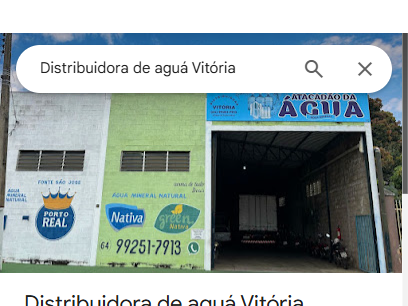 Distribuidora de aguá Vitória
VITÓRIA
ATACADÃO DA
ÁGUA
FONTE SÃO JOSÉ
AGUA
MINERAL
NATURAL
PORTO
REAL
AGUA MINERAL NATURAL
Nativa
green
Nativa
64 99251-7913
Distribuidora de aguá Vitória